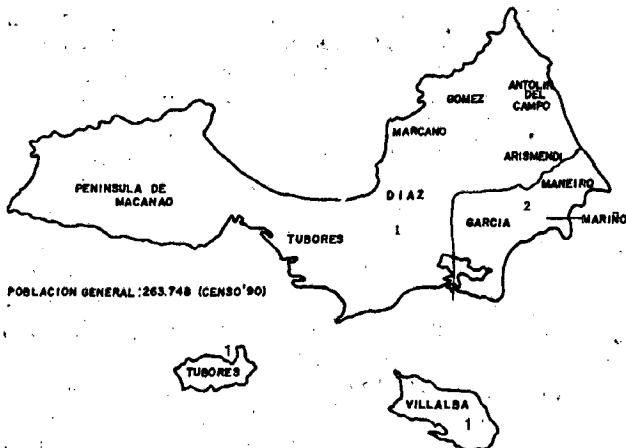 ANTOLIN
DEL
CAMPO
GOMEZ
MARCANO
ARISMENDI
PENINSULA DE
MACANAO
MANEIRO
DIAZ
2
GARCIA
MARIÑO
1
TUBORES
POBLACION GENERAL:263.748 (CENSO'90)
1
TUBORES
VILLALBA
1